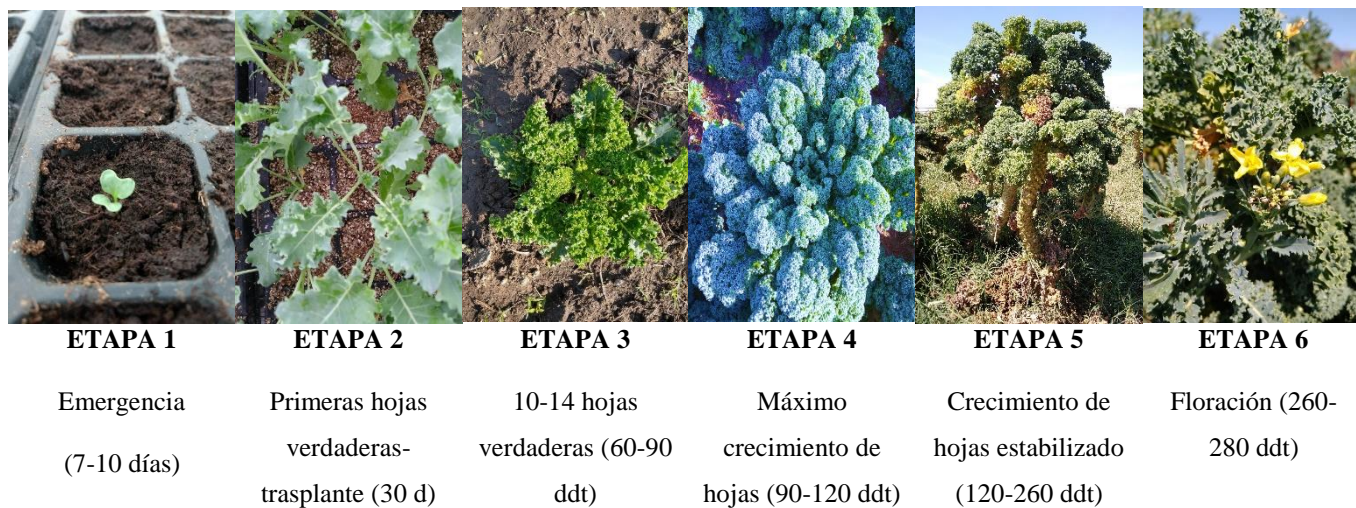 ETAPA 1
Emergencia
(7-10 días)
ETAPA 2
Primeras hojas
verdaderas-
trasplante (30 d)
ETAPA 3
10-14 hojas
verdaderas (60-90
ddt)
ETAPA 4
Máximo
crecimiento de
hojas (90-120 ddt)
ETAPA 5
Crecimiento de
hojas estabilizado
(120-260 ddt)
ETAPA 6
Floración (260-
280 ddt)